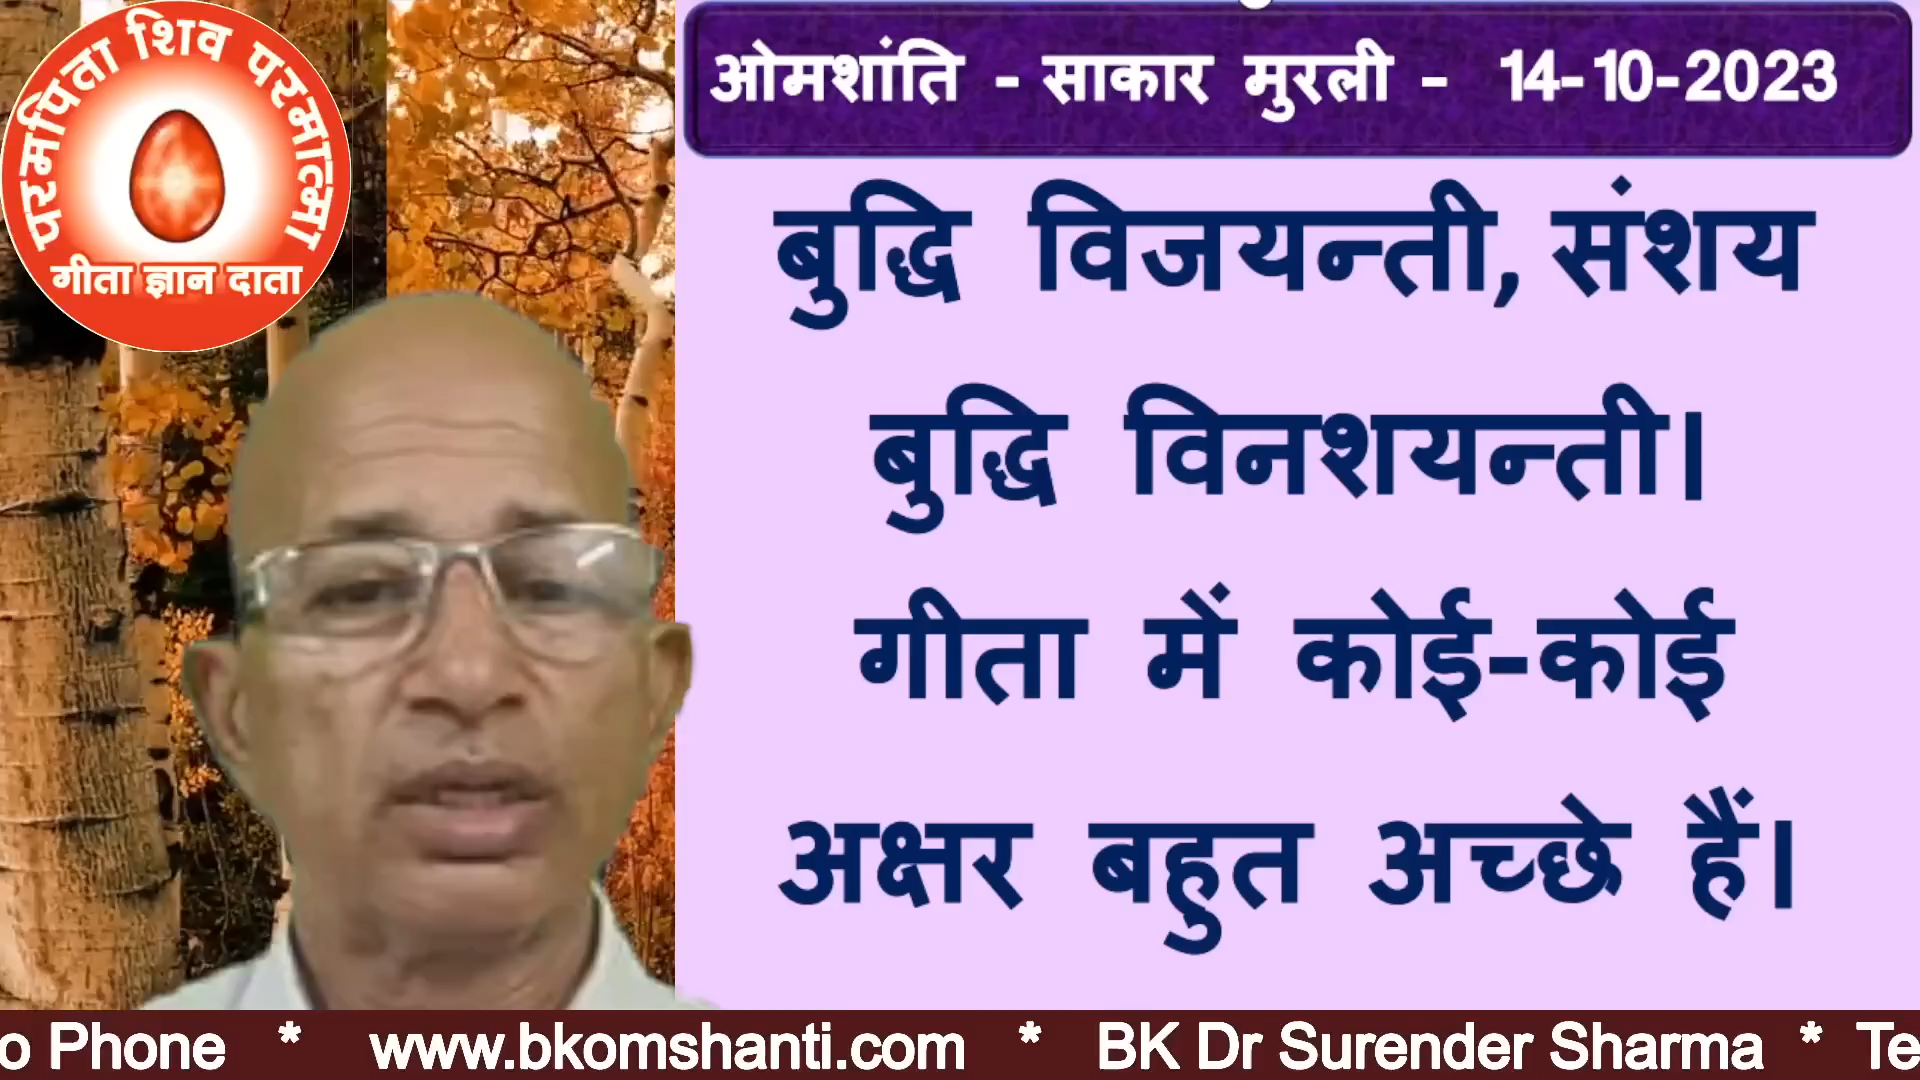 परमपिता शिव परमात्मा
गीता ज्ञान दाता
ओमशांति - साकार मुरली - 14-10-2023
बुद्धि विजयन्ती, संशय
बुद्धि विनशयन्ती।
गीता में कोई-कोई
अक्षर बहुत अच्छे हैं।
o Phone * www.bkomshanti.com * BK Dr Surender Sharma * Te